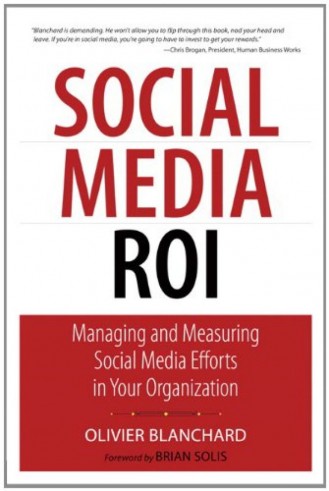 "Blanchard is demanding. He won't allow you to flip through this book, nod your head and
leave. If you're in social media, you're going to have to invest to get your rewards."
—Chris Brogan, President, Human Business Works
SOCIAL
MEDIA
ROI
Managing and Measuring
Social Media Efforts
in Your Organization
OLIVIER BLANCHARD
Foreword by BRIAN SOLIS